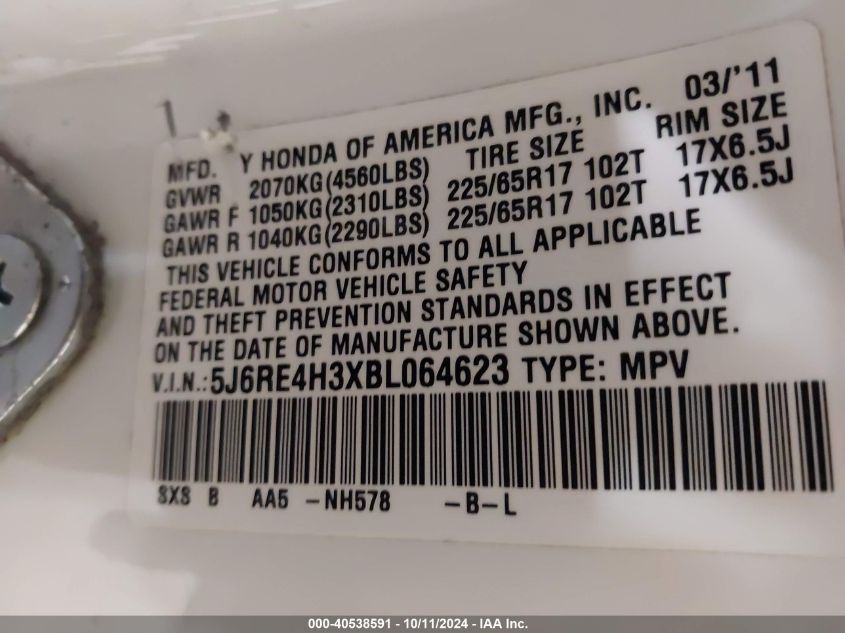 MFD. Y HONDA OF AMERICA MFG., INC. 03/'11
GVWR 2070KG(4560LBS) TIRE SIZE RIM SIZE
GAWR F 1050KG(2310LBS) 225/65R17 102T 17X6.5J
GAWR R 1040KG(2290LBS) 225/65R17 102T 17X6.5J
THIS VEHICLE CONFORMS TO ALL APPLICABLE
FEDERAL MOTOR VEHICLE SAFETY
AND THEFT PREVENTION STANDARDS IN EFFECT
ON THE DATE OF MANUFACTURE SHOWN ABOVE.
V.I.N.:5J6RE4H3XBL064623 TYPE: MPV
SXS B AA5 -NH578 -B-L
000-40538591 - 10/11/2024 - IAA Inc.